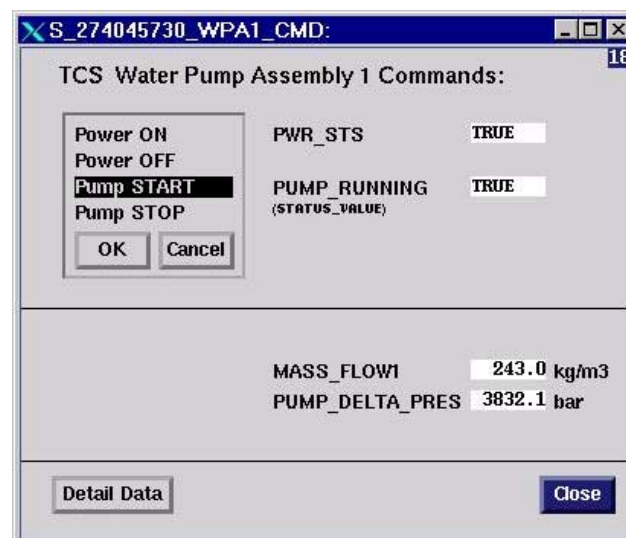 S_274045730_WPA1_CMD:
18
TCS Water Pump Assembly 1 Commands:
Power ON
Power OFF
Pump START
Pump STOP
OK Cancel
PWR_STS TRUE
PUMP_RUNNING TRUE
(STATUS_VALUE)
MASS_FLOW1 243.0 kg/m3
PUMP_DELTA_PRES 3832.1 bar
Detail Data
Close